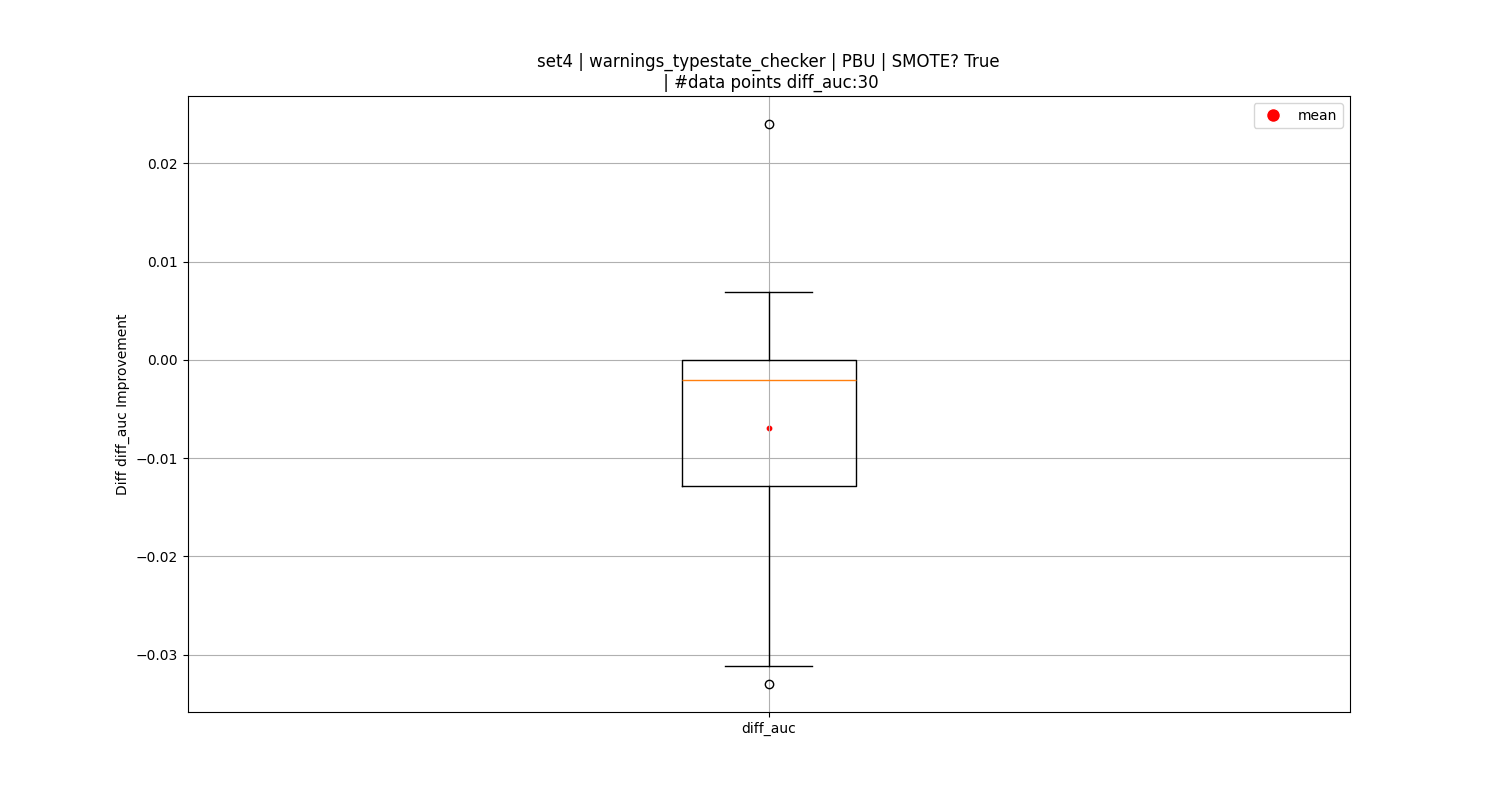 set4 | warnings_typestate_checker | PBU | SMOTE? True
| #data points diff_auc:30
mean
0.02
0.01
0.00
−0.01
−0.02
−0.03
Diff diff_auc Improvement
diff_auc